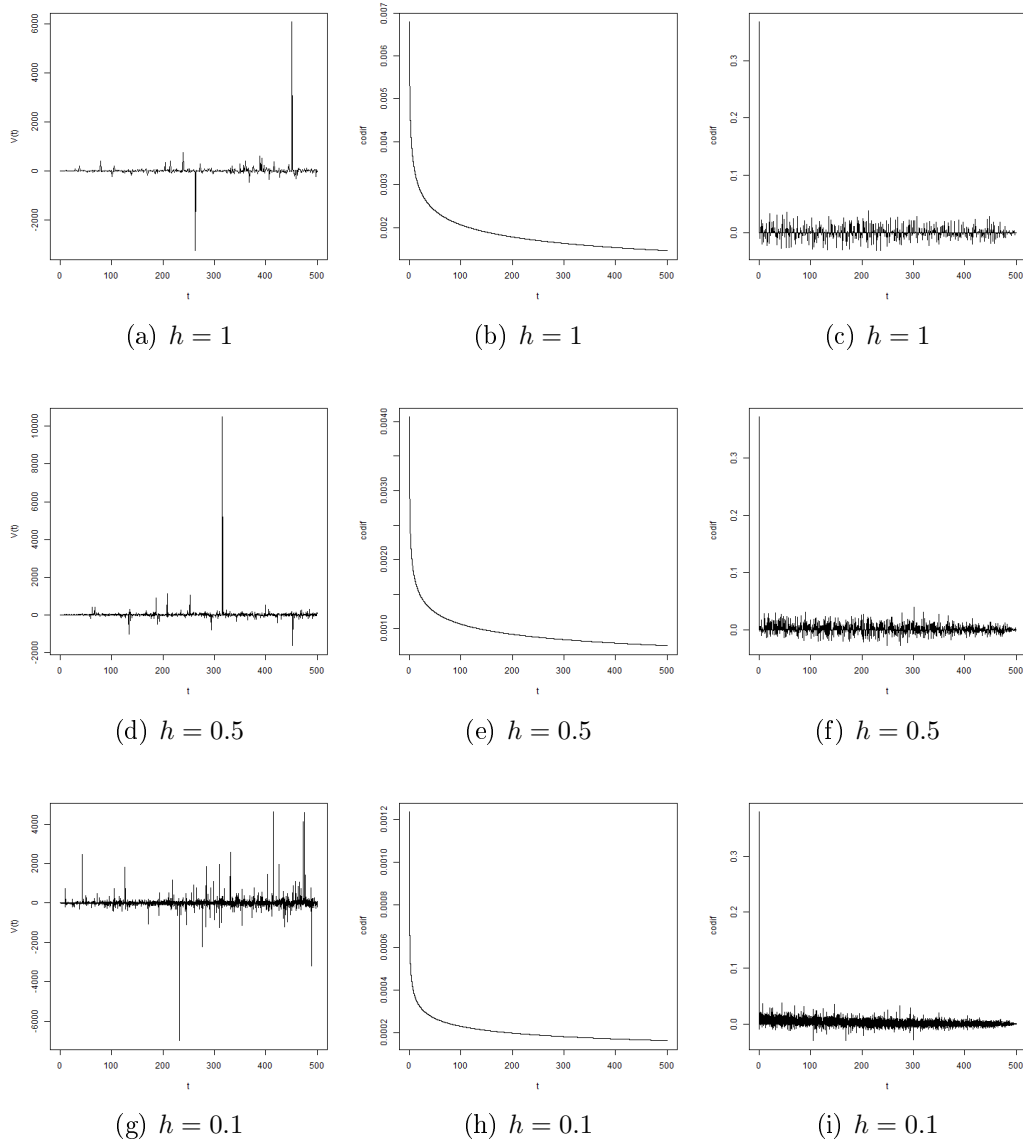 V(t)
6000
4000
2000
0
-2000
0 100 200 300 400 500
t
codif
0.007
0.006
0.005
0.004
0.003
0.002
0 100 200 300 400 500
t
codif
0.3
0.2
0.1
0.0
0 100 200 300 400 500
t
(a) h = 1
(b) h = 1
(c) h = 1
V(t)
10000
8000
6000
4000
2000
0
-2000
0 100 200 300 400 500
t
codif
0.0040
0.0030
0.0020
0.0010
0 100 200 300 400 500
t
codif
0.3
0.2
0.1
0.0
0 100 200 300 400 500
t
(d) h = 0.5
(e) h = 0.5
(f) h = 0.5
V(t)
4000
2000
0
-2000
-4000
-6000
0 100 200 300 400 500
t
codif
0.0012
0.0010
0.0008
0.0006
0.0004
0.0002
0 100 200 300 400 500
t
codif
0.3
0.2
0.1
0.0
0 100 200 300 400 500
t
(g) h = 0.1
(h) h = 0.1
(i) h = 0.1